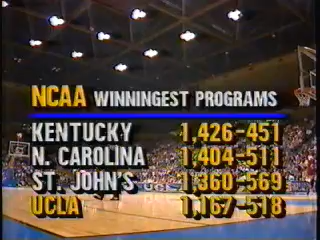 NCAA WINNINGEST PROGRAMS
KENTUCKY 1,426-451
N. CAROLINA 1,404-511
ST. JOHN'S 1,360-569
UCLA 1,167-518